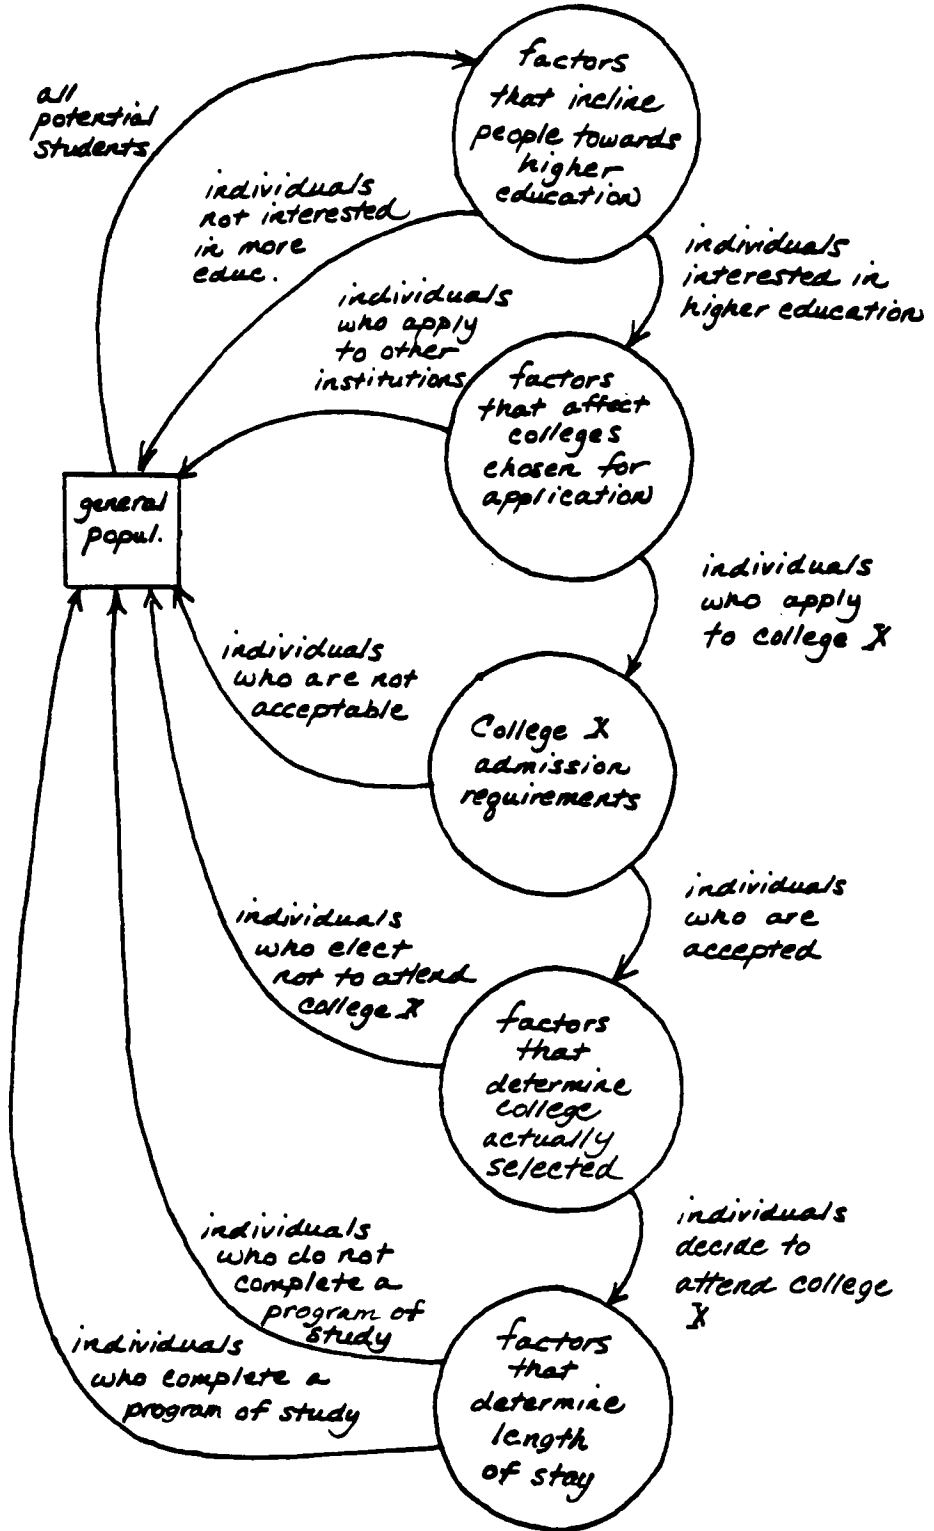 all
potential
students
factors
that incline
people towards
higher
education
individuals
not interested
in more
educ.
individuals
interested in
higher education
individuals
who apply
to other
institutions
factors
that affect
colleges
chosen for
application
general
popul.
individuals
who apply
to college X
individuals
who are not
acceptable
College X
admission
requirements
individuals
who are
accepted
individuals
who elect
not to attend
college X
factors
that
determine
college
actually
selected
individuals
decide to
attend college
X
individuals
who do not
complete a
program of
study
individuals
who complete a
program of study
factors
that
determine
length
of stay